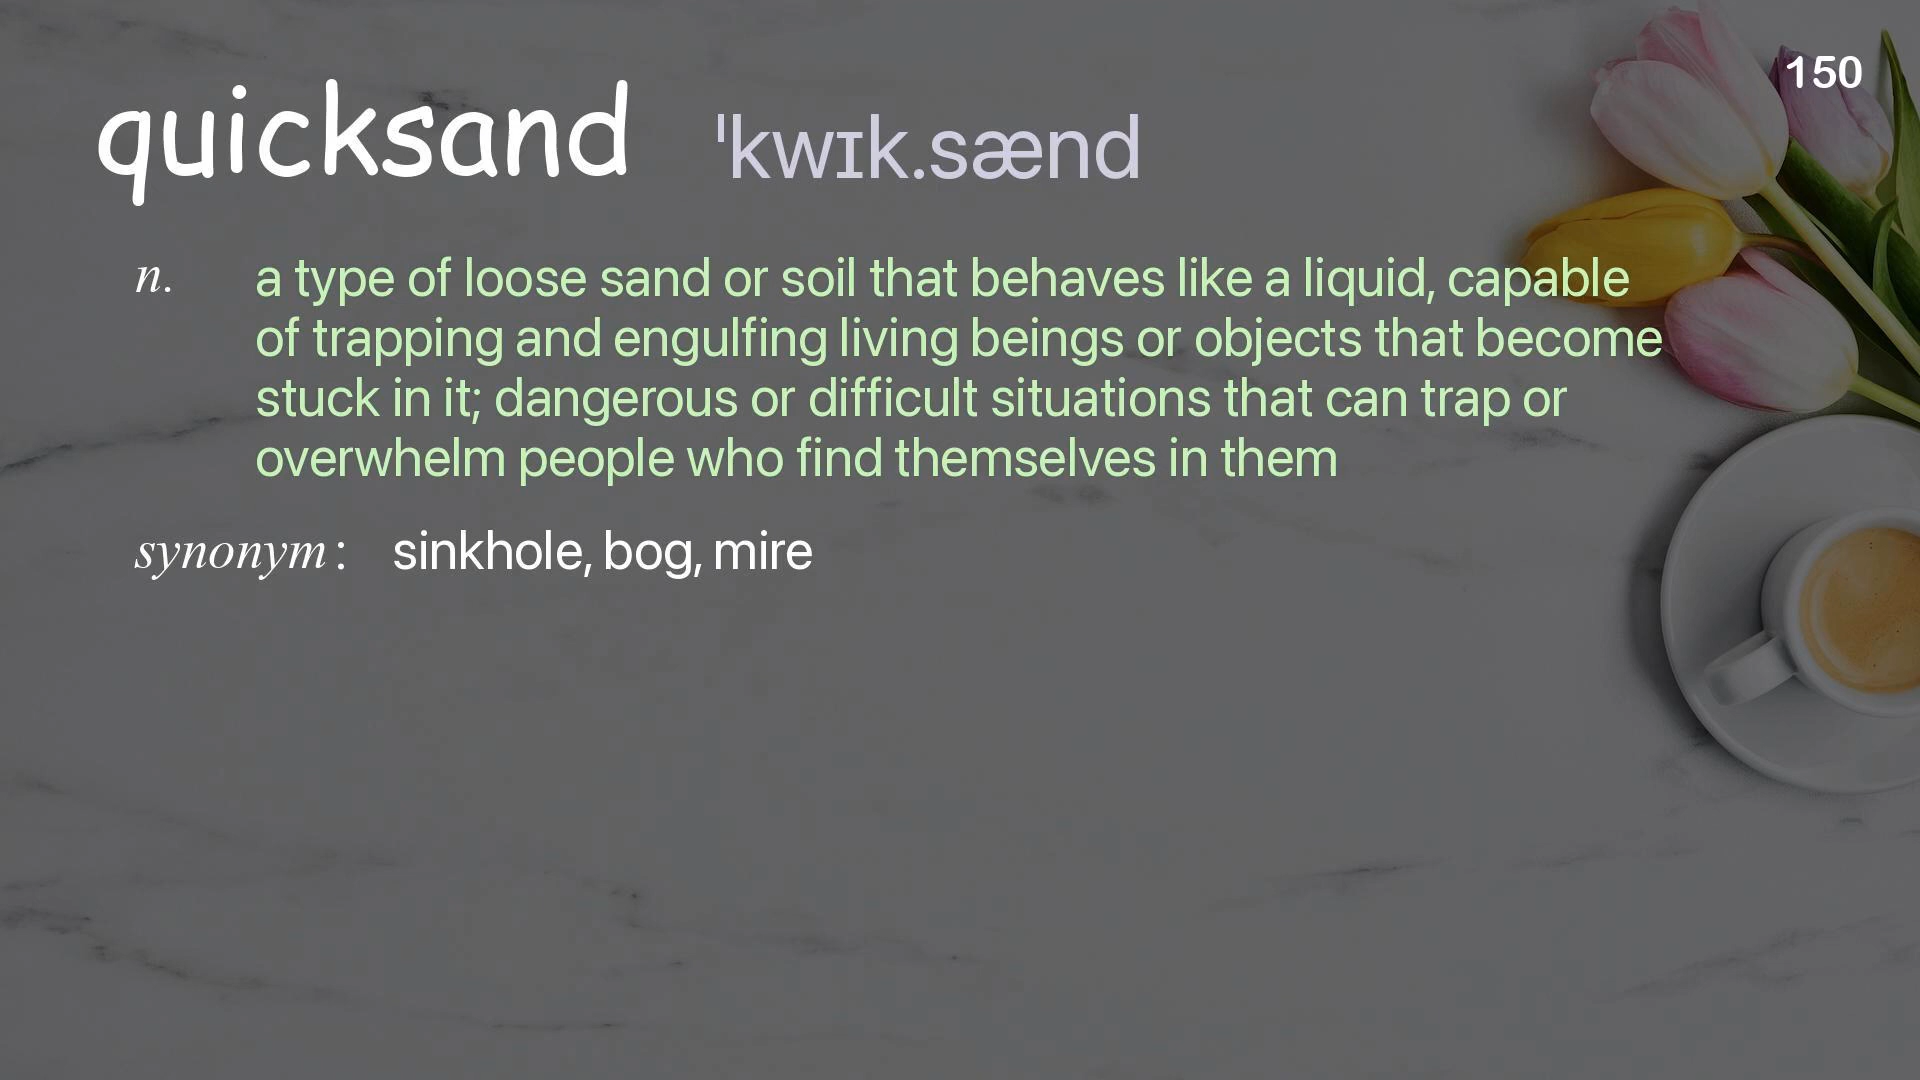 150
quicksand ˈkwɪk.sænd
n. a type of loose sand or soil that behaves like a liquid, capable
of trapping and engulfing living beings or objects that become
stuck in it; dangerous or difficult situations that can trap or
overwhelm people who find themselves in them
synonym: sinkhole, bog, mire